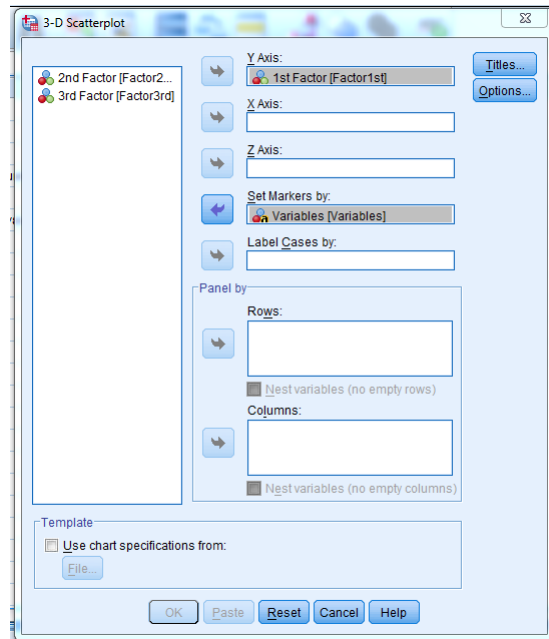 3-D Scatterplot
2nd Factor [Factor2...
3rd Factor [Factor3rd]
Y Axis:
1st Factor [Factor1st]
X Axis:
Z Axis:
Set Markers by:
Variables [Variables]
Label Cases by:
Titles...
Options...
Panel by
Rows:
Nest variables (no empty rows)
Columns:
Nest variables (no empty columns)
Template
Use chart specifications from:
File...
OK Paste Reset Cancel Help